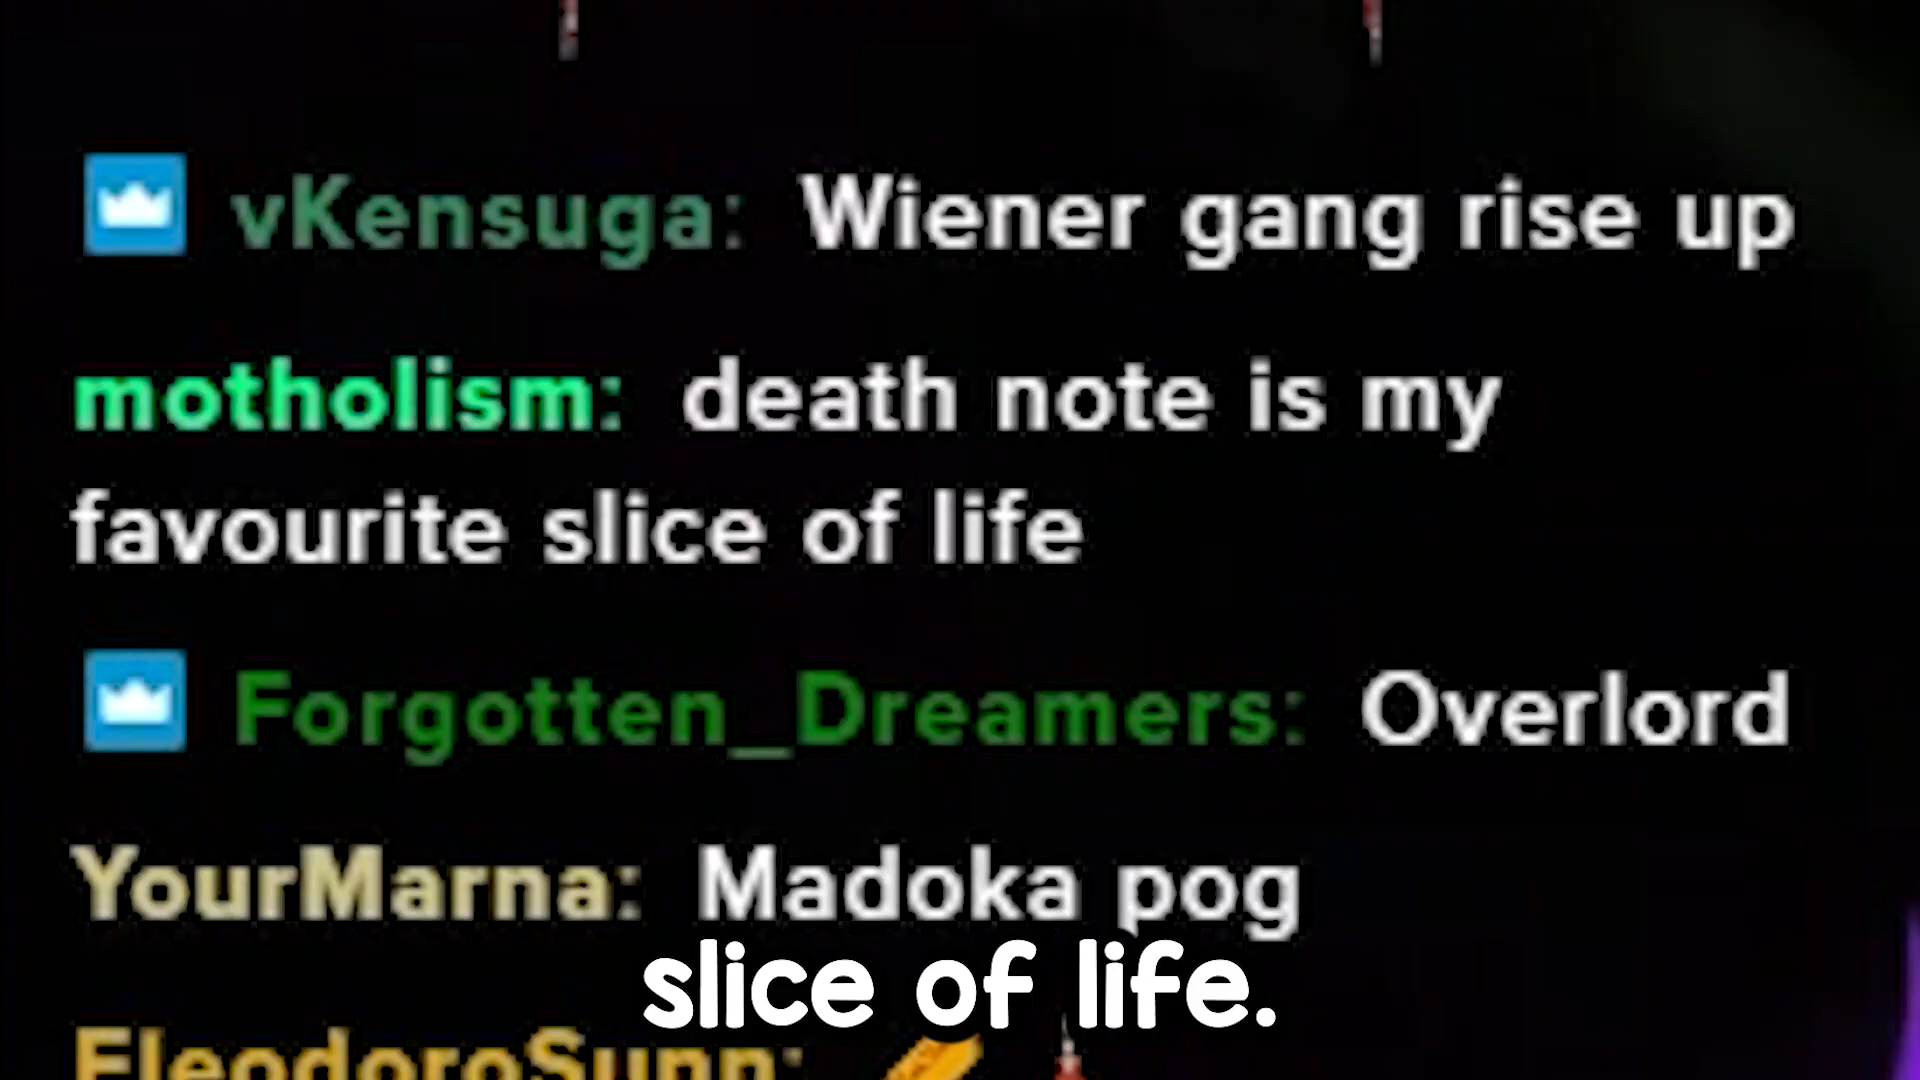 vKensuga: Wiener gang rise up
motholism: death note is my
favourite slice of life
Forgotten_Dreamers: Overlord
YourMarna: Madoka pog
slice of life.
EleodoroSunn: